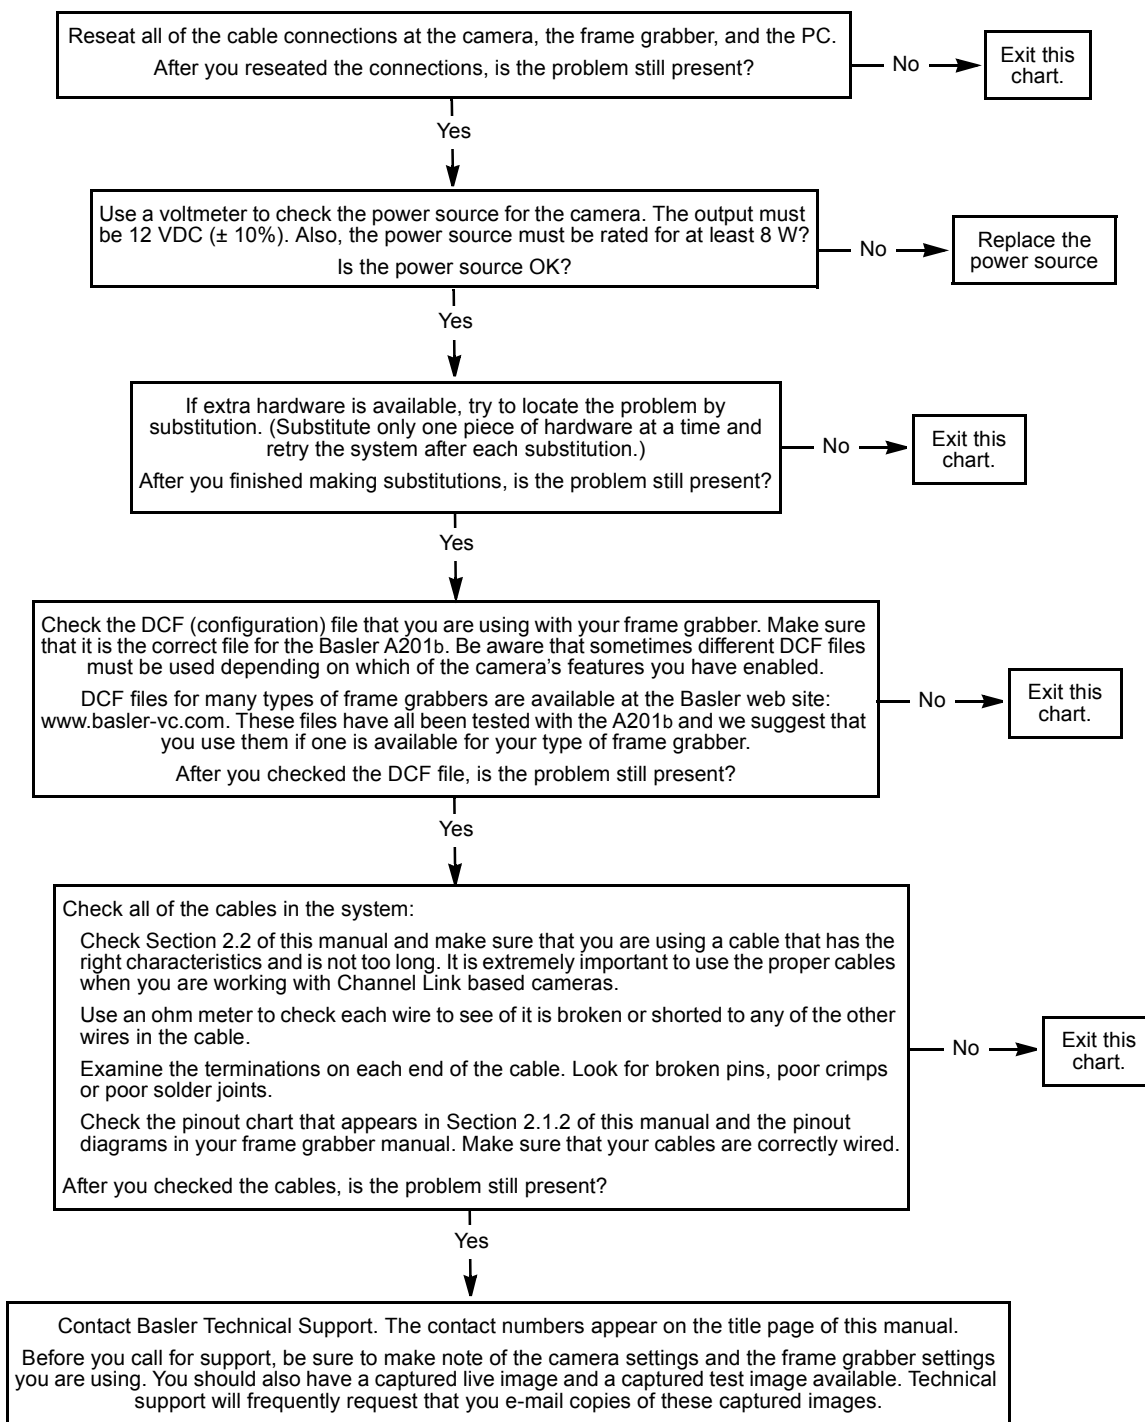 Reseat all of the cable connections at the camera, the frame grabber, and the PC.
After you reseated the connections, is the problem still present?
No
Exit this
chart.
Yes
Use a voltmeter to check the power source for the camera. The output must
be 12 VDC (± 10%). Also, the power source must be rated for at least 8 W?
Is the power source OK?
No
Replace the
power source
Yes
If extra hardware is available, try to locate the problem by
substitution. (Substitute only one piece of hardware at a time and
retry the system after each substitution.)
After you finished making substitutions, is the problem still present?
No
Exit this
chart.
Yes
Check the DCF (configuration) file that you are using with your frame grabber. Make sure
that it is the correct file for the Basler A201b. Be aware that sometimes different DCF files
must be used depending on which of the camera’s features you have enabled.
DCF files for many types of frame grabbers are available at the Basler web site:
www.basler-vc.com. These files have all been tested with the A201b and we suggest that
you use them if one is available for your type of frame grabber.
After you checked the DCF file, is the problem still present?
No
Exit this
chart.
Yes
Check all of the cables in the system:
Check Section 2.2 of this manual and make sure that you are using a cable that has the
right characteristics and is not too long. It is extremely important to use the proper cables
when you are working with Channel Link based cameras.
Use an ohm meter to check each wire to see of it is broken or shorted to any of the other
wires in the cable.
Examine the terminations on each end of the cable. Look for broken pins, poor crimps
or poor solder joints.
Check the pinout chart that appears in Section 2.1.2 of this manual and the pinout
diagrams in your frame grabber manual. Make sure that your cables are correctly wired.
After you checked the cables, is the problem still present?
No
Exit this
chart.
Yes
Contact Basler Technical Support. The contact numbers appear on the title page of this manual.
Before you call for support, be sure to make note of the camera settings and the frame grabber settings
you are using. You should also have a captured live image and a captured test image available. Technical
support will frequently request that you e-mail copies of these captured images.